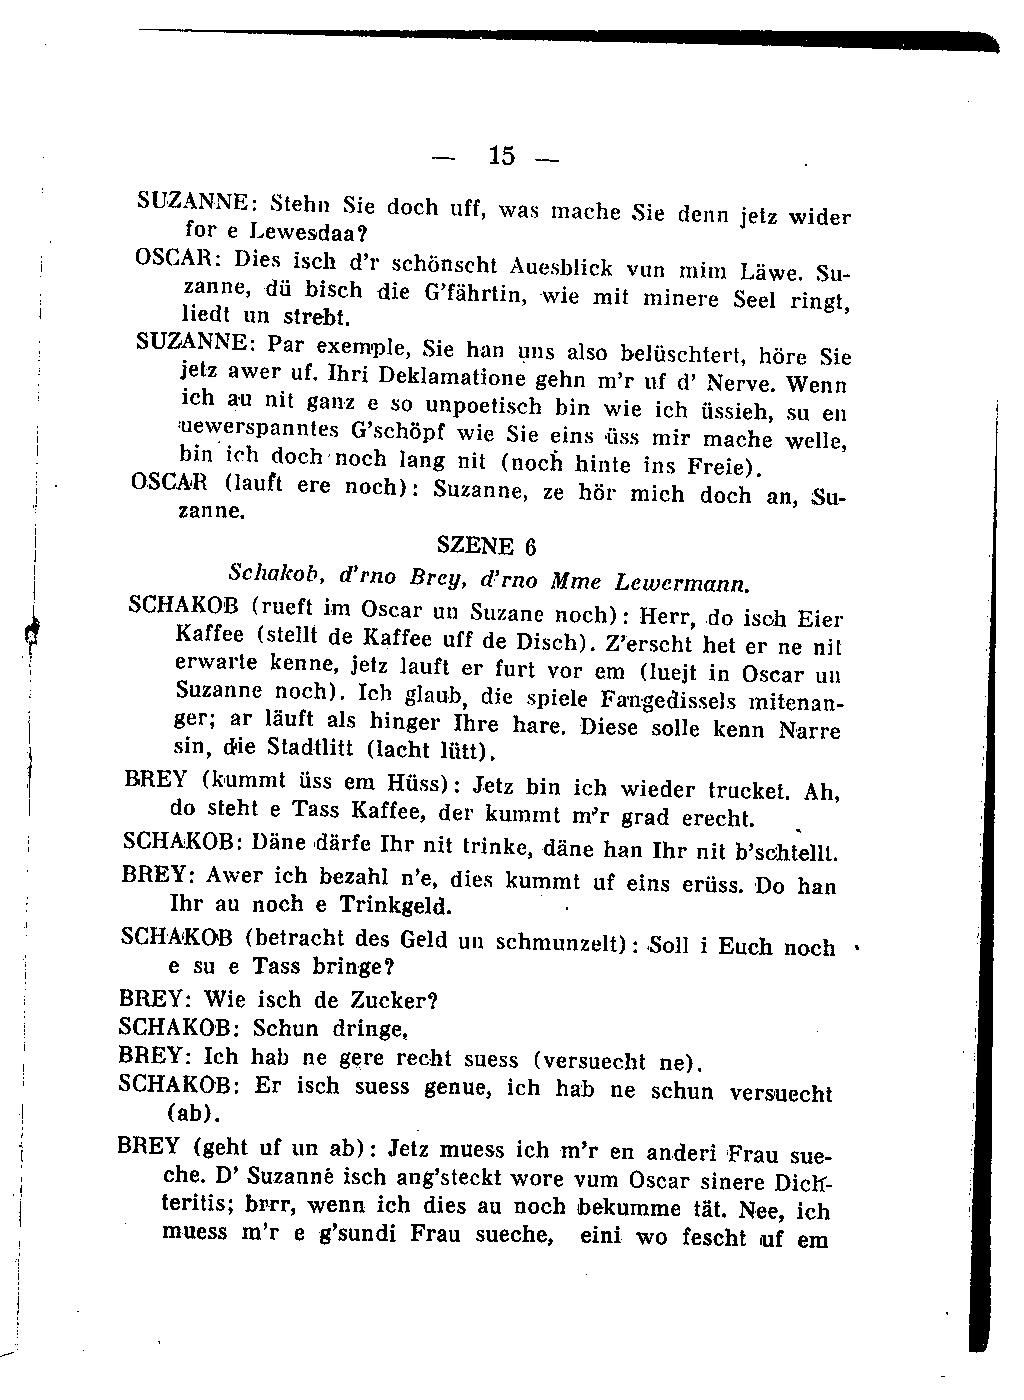 — 15 —
SUZANNE: Stehn Sie doch uff, was mache Sie denn jetz wider
for e Lewesdaa?
OSCAR: Dies isch d'r schönscht Auesblick vun mim Läwe. Su-
zanne, dü bisch die G'fährtin, wie mit minere Seel ringt,
liedt un strebt.
SUZANNE: Par exemple, Sie han uns also belüschtert, höre Sie
jetz awer uf. Ihri Deklamatione gehn m'r uf d' Nerve. Wenn
ich au nit ganz e so unpoetisch bin wie ich üssieh, su en
uewerspanntes G'schöpf wie Sie eins üss mir mache welle,
bin ich doch noch lang nit (noch hinte ins Freie).
OSCAR (lauft ere noch): Suzanne, ze hör mich doch an, Su-
zanne.
SZENE 6
Schakob, d'rno Brey, d'rno Mme Lewermann.
SCHAKOB (rueft im Oscar un Suzane noch): Herr, do isch Eier
Kaffee (stellt de Kaffee uff de Disch). Z'erscht het er ne nit
erwarte kenne, jetz lauft er furt vor em (luejt in Oscar un
Suzanne noch). Ich glaub, die spiele Fangedissels mitenan-
ger; ar läuft als hinger Ihre hare. Diese solle kenn Narre
sin, die Stadtlitt (lacht lütt).
BREY (kummt üss em Hüss): Jetz bin ich wieder trucket. Ah,
do steht e Tass Kaffee, der kummt m'r grad erecht.
SCHAKOB: Däne därfe Ihr nit trinke, däne han Ihr nit b'schtellt.
BREY: Awer ich bezahl n'e, dies kummt uf eins erüss. Do han
Ihr au noch e Trinkgeld.
SCHAKOB (betracht des Geld un schmunzelt): Soll i Euch noch
e su e Tass bringe?
BREY: Wie isch de Zucker?
SCHAKOB: Schun dringe.
BREY: Ich hab ne gere recht suess (versuecht ne).
SCHAKOB: Er isch suess genue, ich hab ne schun versuecht
(ab).
BREY (geht uf un ab): Jetz muess ich m'r en anderi Frau sue-
che. D' Suzanné isch ang'steckt wore vum Oscar sinere Dich-
teritis; brrr, wenn ich dies au noch bekumme tät. Nee, ich
muess m'r e g'sundi Frau sueche, eini wo fescht uf em